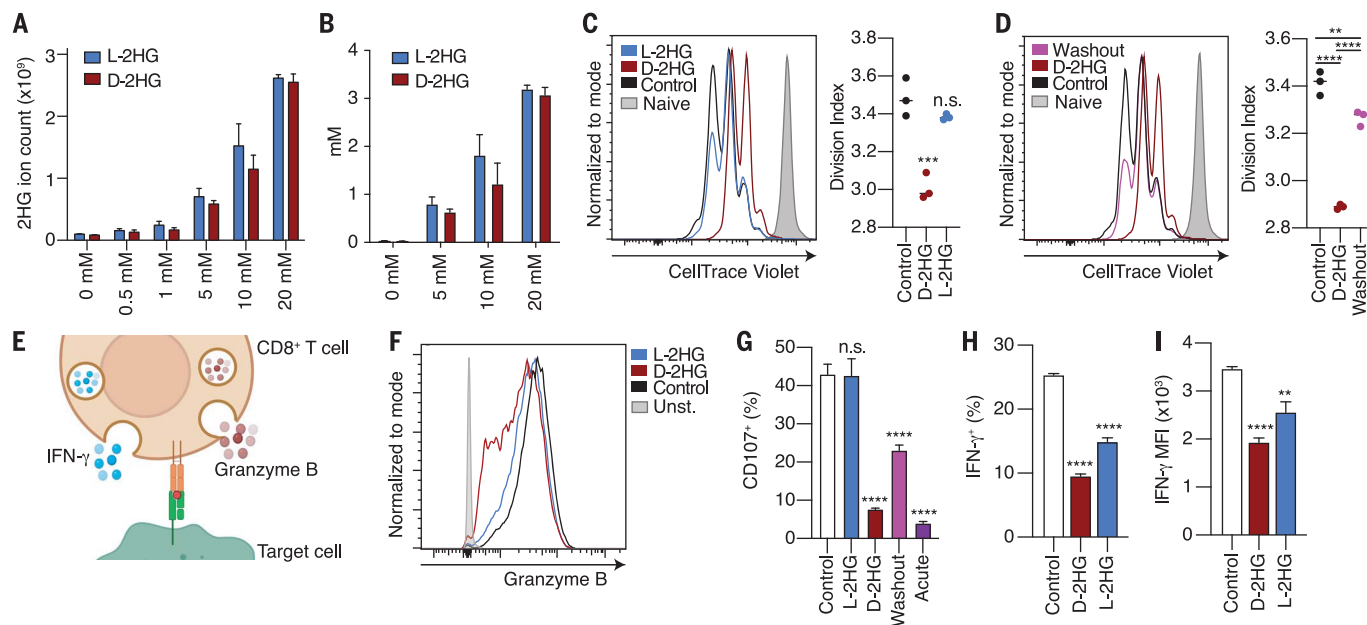 A
L-2HG
D-2HG
2HG ion count (x10⁹)
3
2
1
0
0 mM
0.5 mM
1 mM
5 mM
10 mM
20 mM
B
L-2HG
D-2HG
mM
4
3
2
1
0
0 mM
5 mM
10 mM
20 mM
C
L-2HG
D-2HG
Control
Naive
Normalized to mode
CellTrace Violet
Division Index
3.8
3.6
3.4
3.2
3.0
2.8
n.s.
***
Control
D-2HG
L-2HG
D
Washout
D-2HG
Control
Naive
Normalized to mode
CellTrace Violet
Division Index
3.6
3.4
3.2
3.0
2.8
**
****
****
Control
D-2HG
Washout
E
CD8⁺ T cell
IFN-γ
Granzyme B
Target cell
F
L-2HG
D-2HG
Control
Unst.
Normalized to mode
Granzyme B
G
CD107⁺ (%)
50
40
30
20
10
0
n.s.
****
****
****
Control
L-2HG
D-2HG
Washout
Acute
H
IFN-γ⁺ (%)
30
20
10
0
****
****
Control
D-2HG
L-2HG
I
IFN-γ MFI (x10³)
4
3
2
1
0
****
**
Control
D-2HG
L-2HG